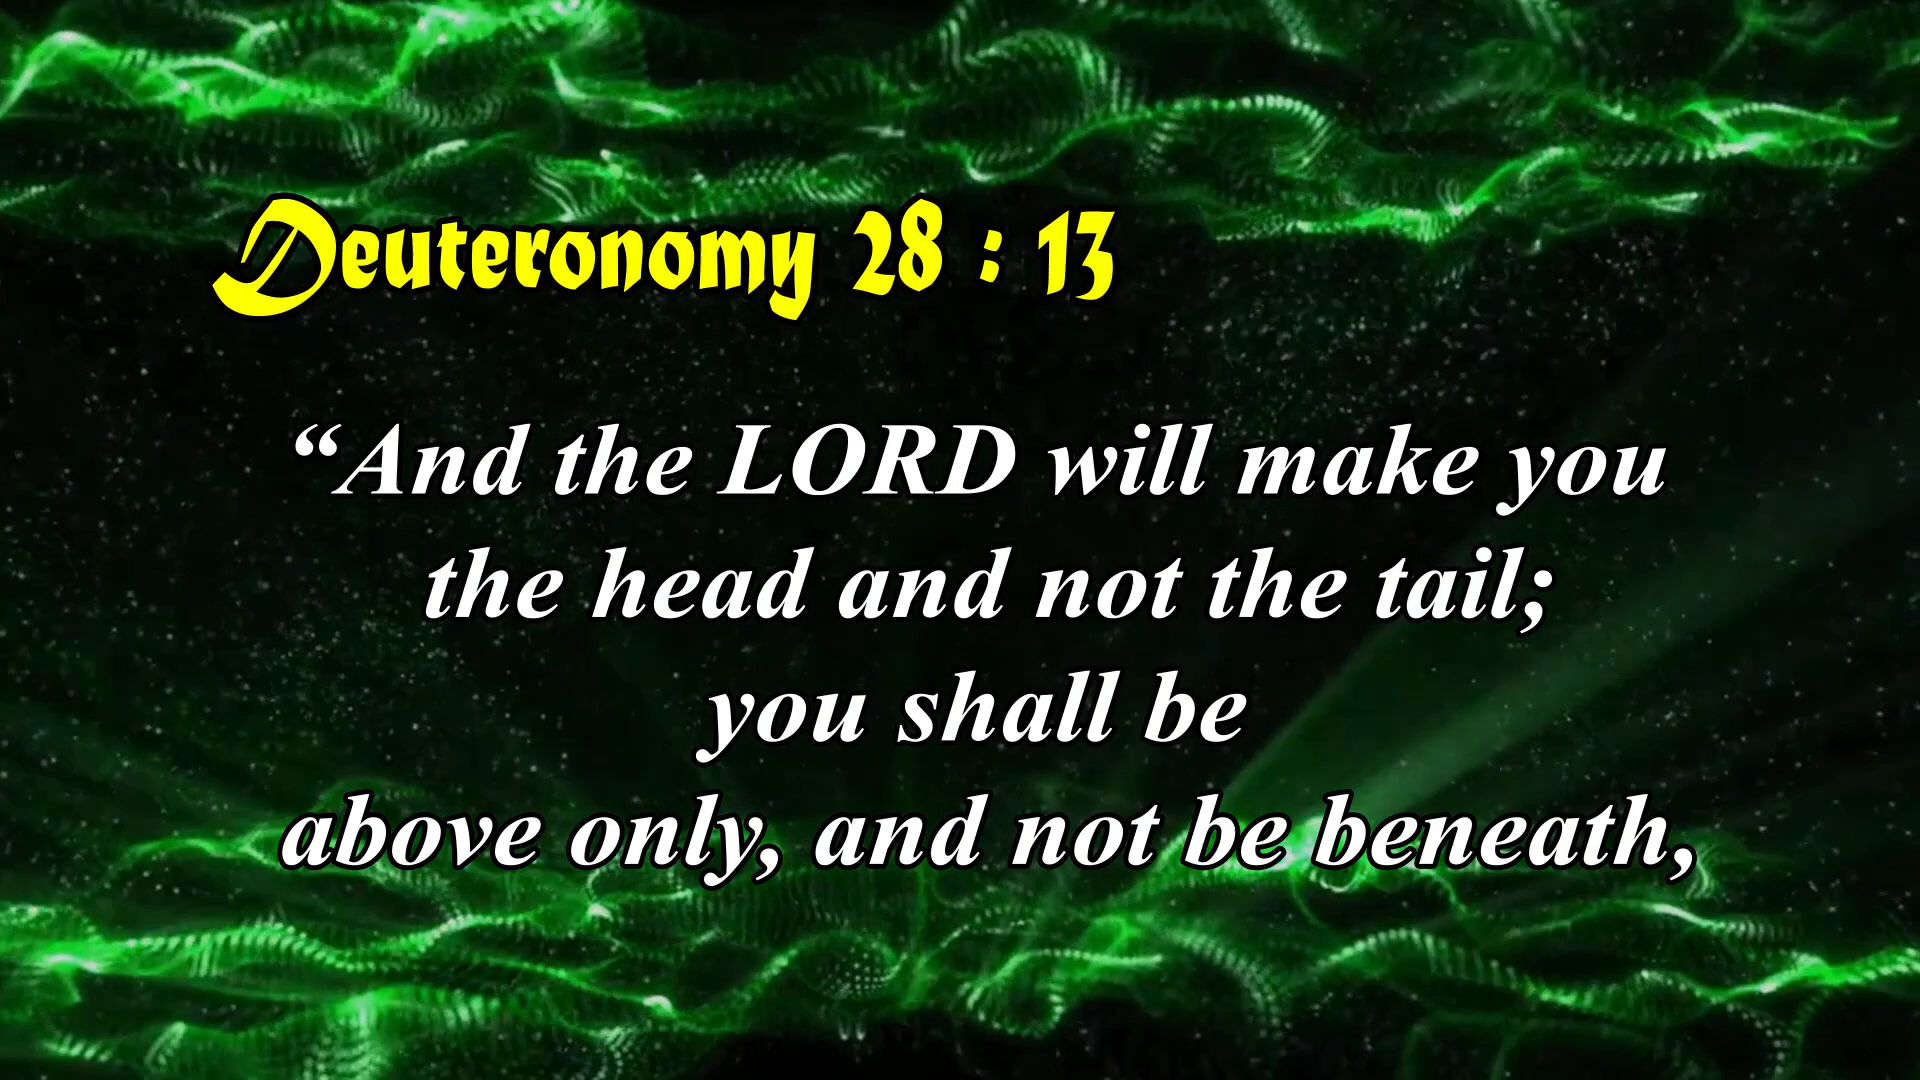 Deuteronomy 28 : 13
“And the LORD will make you
the head and not the tail;
you shall be
above only, and not be beneath,